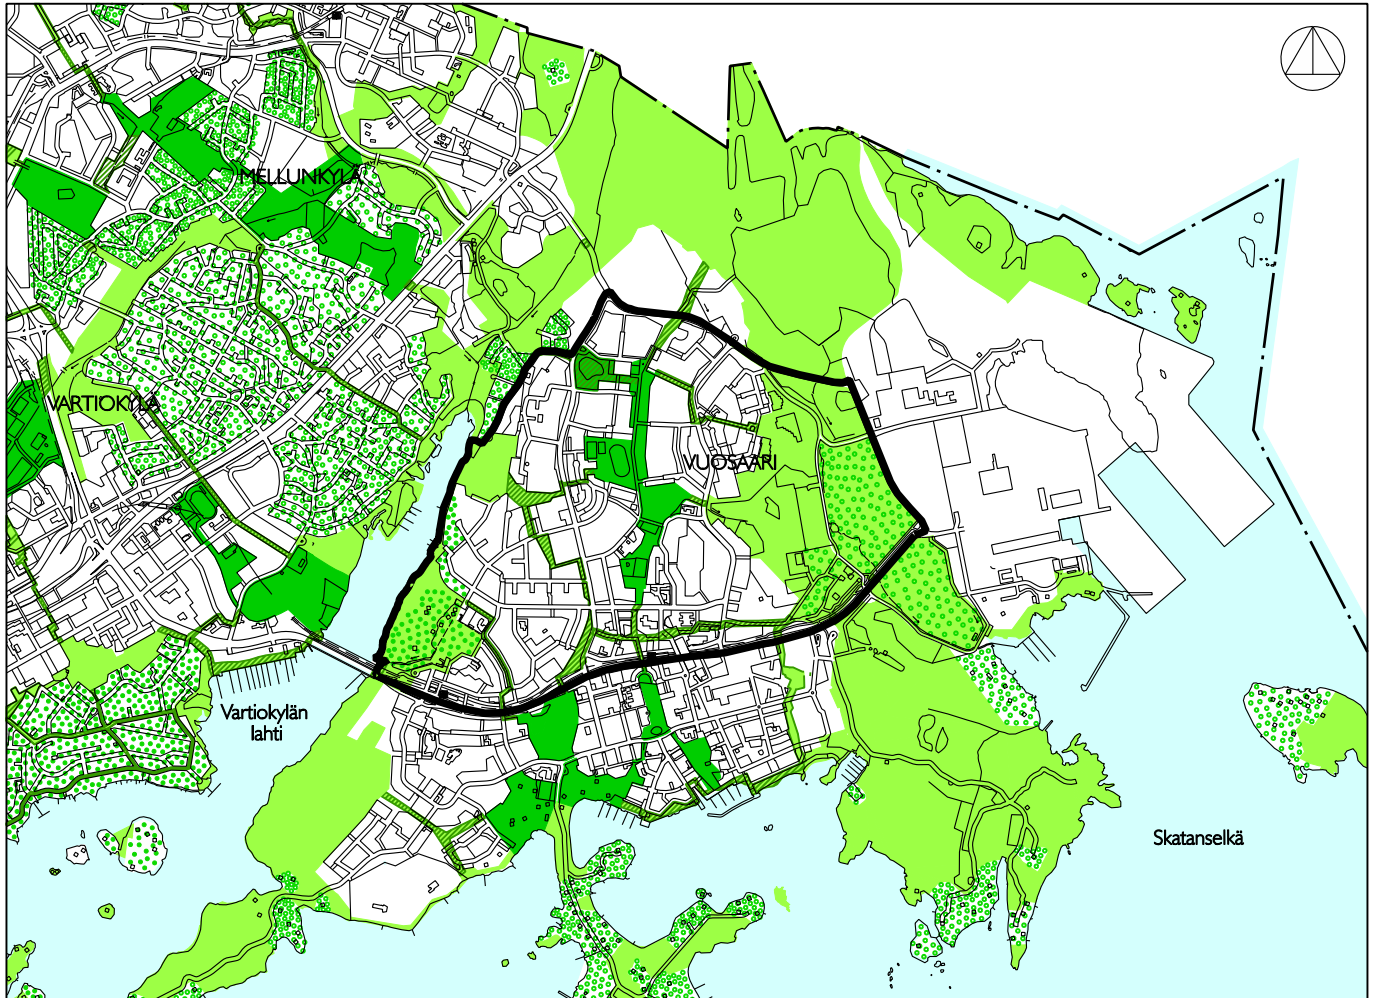 MELLUNKYLÄ
VARTIOKYLÄ
VUOSAARI
Vartiokylän
lahti
Skatanselkä